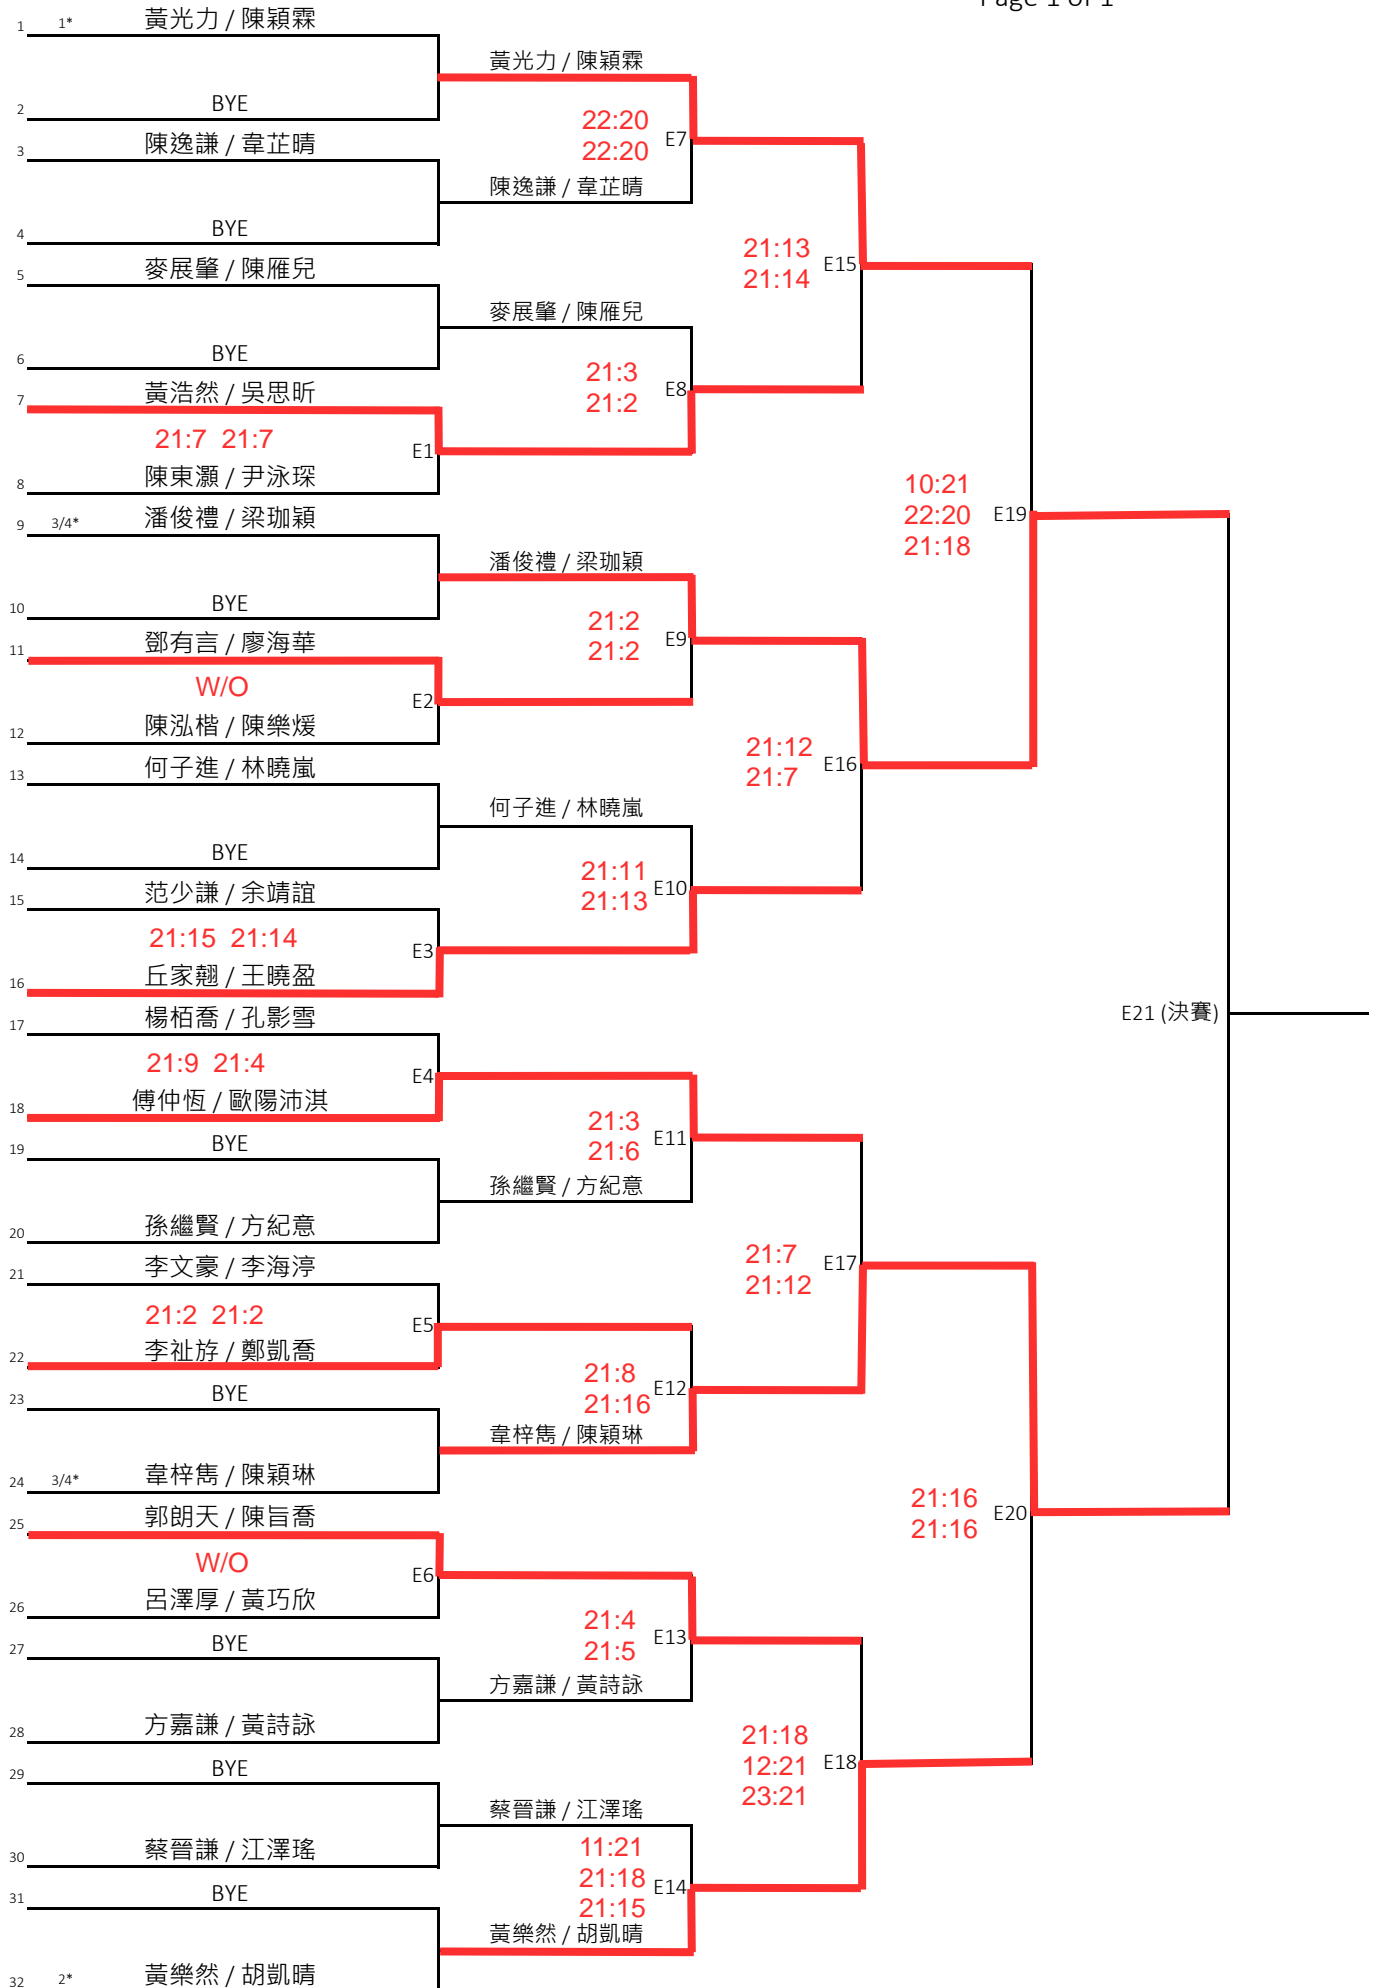 Page 1 of 1
1 1* 黃光力 / 陳穎霖
黃光力 / 陳穎霖
2 BYE
22:20
22:20
E7
3 陳逸謙 / 韋芷晴
陳逸謙 / 韋芷晴
4 BYE
21:13
21:14
E15
5 麥展肇 / 陳雁兒
麥展肇 / 陳雁兒
6 BYE
21:3
21:2
E8
7 黃浩然 / 吳思昕
21:7 21:7
E1
8 陳東灝 / 尹泳琛
10:21
22:20
21:18
E19
9 3/4* 潘俊禮 / 梁珈穎
潘俊禮 / 梁珈穎
10 BYE
21:2
21:2
E9
11 鄧有言 / 廖海華
W/O
E2
12 陳泓楷 / 陳樂煖
21:12
21:7
E16
13 何子進 / 林曉嵐
何子進 / 林曉嵐
14 BYE
21:11
21:13
E10
15 范少謙 / 余靖誼
21:15 21:14
E3
16 丘家翹 / 王曉盈
E21 (決賽)
17 楊栢喬 / 孔影雪
21:9 21:4
E4
18 傅仲恆 / 歐陽沛淇
21:3
21:6
E11
19 BYE
孫繼賢 / 方紀意
20 孫繼賢 / 方紀意
21:7
21:12
E17
21 李文豪 / 李海渟
21:2 21:2
E5
22 李祉斿 / 鄭凱喬
21:8
21:16
E12
23 BYE
韋梓雋 / 陳穎琳
24 3/4* 韋梓雋 / 陳穎琳
21:16
21:16
E20
25 郭朗天 / 陳旨喬
W/O
E6
26 呂澤厚 / 黃巧欣
21:4
21:5
E13
27 BYE
方嘉謙 / 黃詩詠
28 方嘉謙 / 黃詩詠
21:18
12:21
23:21
E18
29 BYE
蔡晉謙 / 江澤瑤
30 蔡晉謙 / 江澤瑤
11:21
21:18
21:15
E14
31 BYE
黃樂然 / 胡凱晴
32 2* 黃樂然 / 胡凱晴